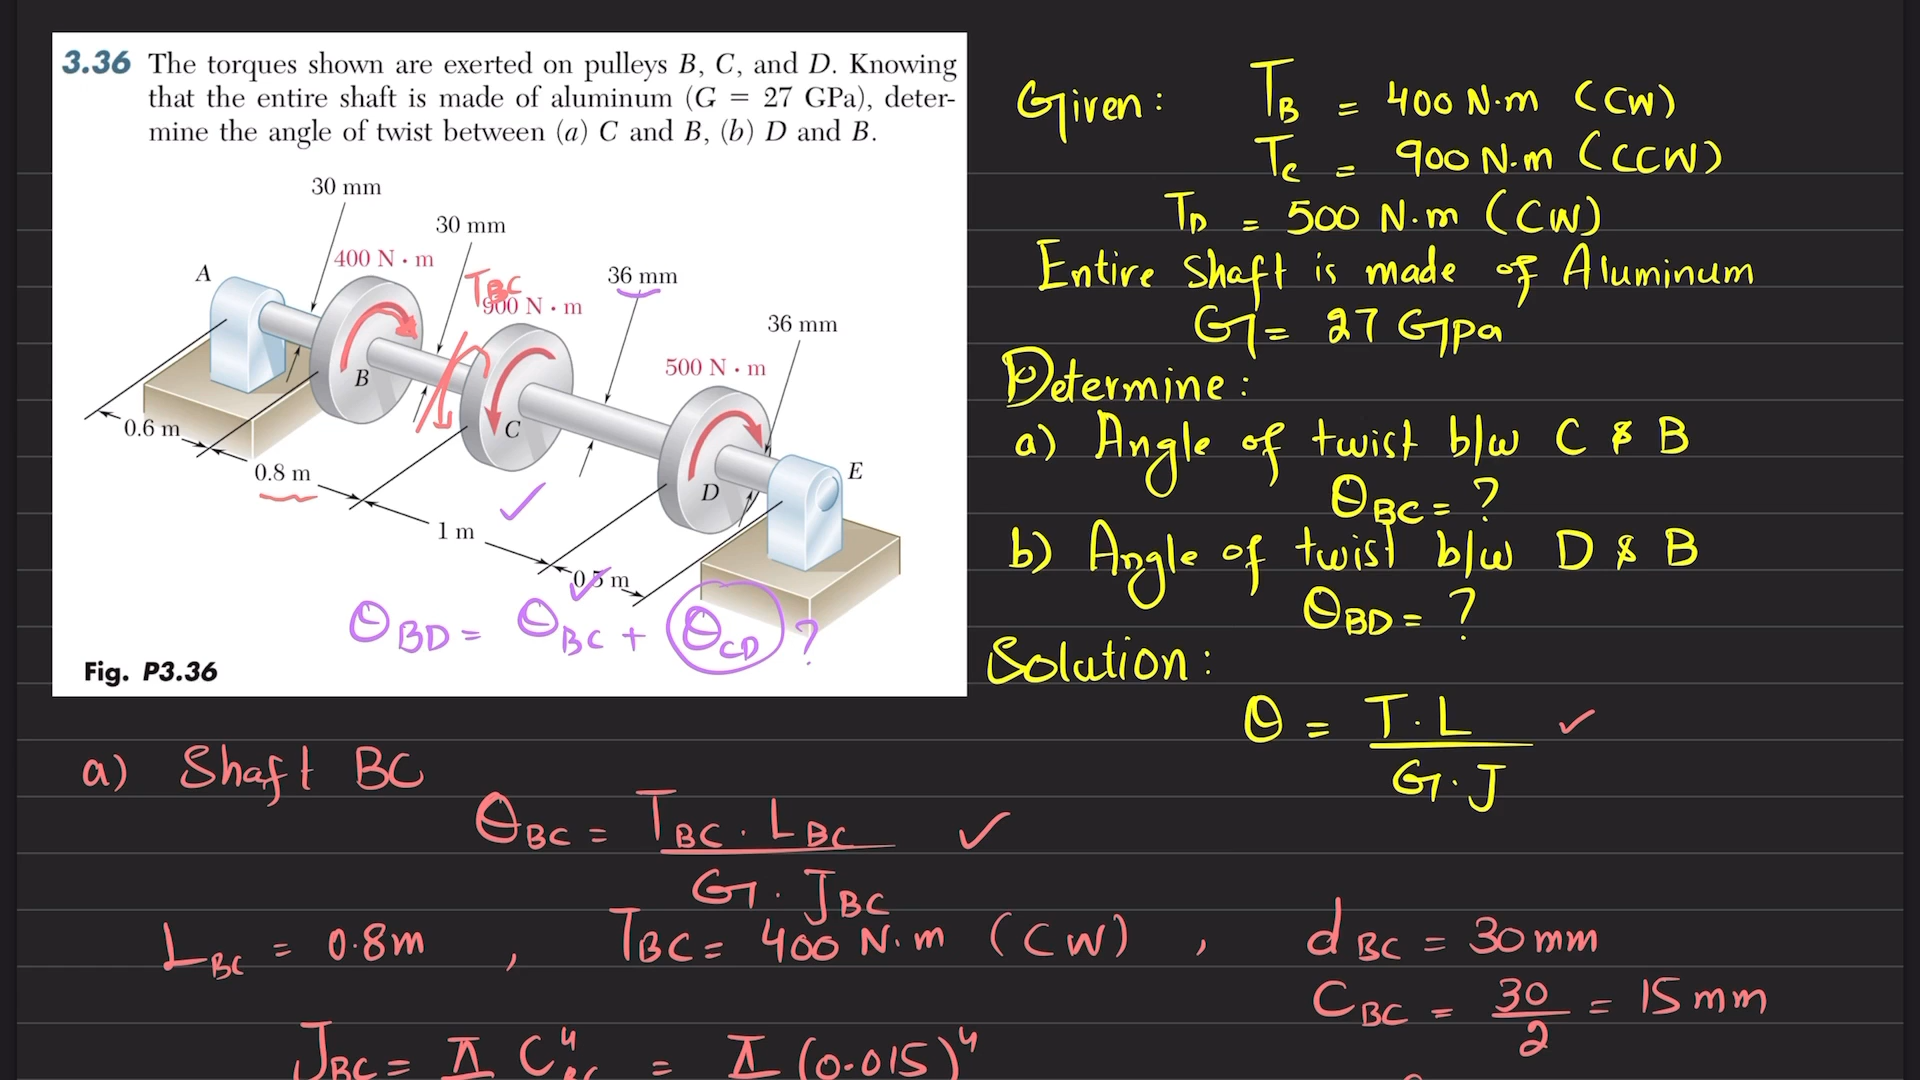 3.36 The torques shown are exerted on pulleys B, C, and D. Knowing
that the entire shaft is made of aluminum (G = 27 GPa), deter-
mine the angle of twist between (a) C and B, (b) D and B.
30 mm
30 mm
400 N · m
A
TBC
900 N · m
36 mm
36 mm
500 N · m
B
C
D
E
0.6 m
0.8 m
1 m
m
θBD = θBC + θCD ?
Fig. P3.36
Given: TB = 400 N·m (CW)
Tc = 900 N·m (CCW)
TD = 500 N·m (CW)
Entire Shaft is made of Aluminum
G = 27 Gpa
Determine:
a) Angle of twist b/w C & B
θBC = ?
b) Angle of twist b/w D & B
θBD = ?
Solution:
θ = T·L / G·J ✓
a) Shaft BC
θBC = TBC · LBC / G · JBC ✓
LBC = 0.8m , TBC = 400 N·m (CW) , dBC = 30mm
CBC = 30/2 = 15 mm
JBC = π C⁴ = π (0.015)⁴